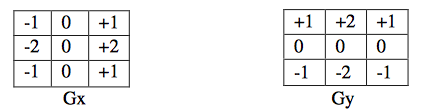 -1 0 +1
-2 0 +2
-1 0 +1
Gx
+1 +2 +1
0 0 0
-1 -2 -1
Gy